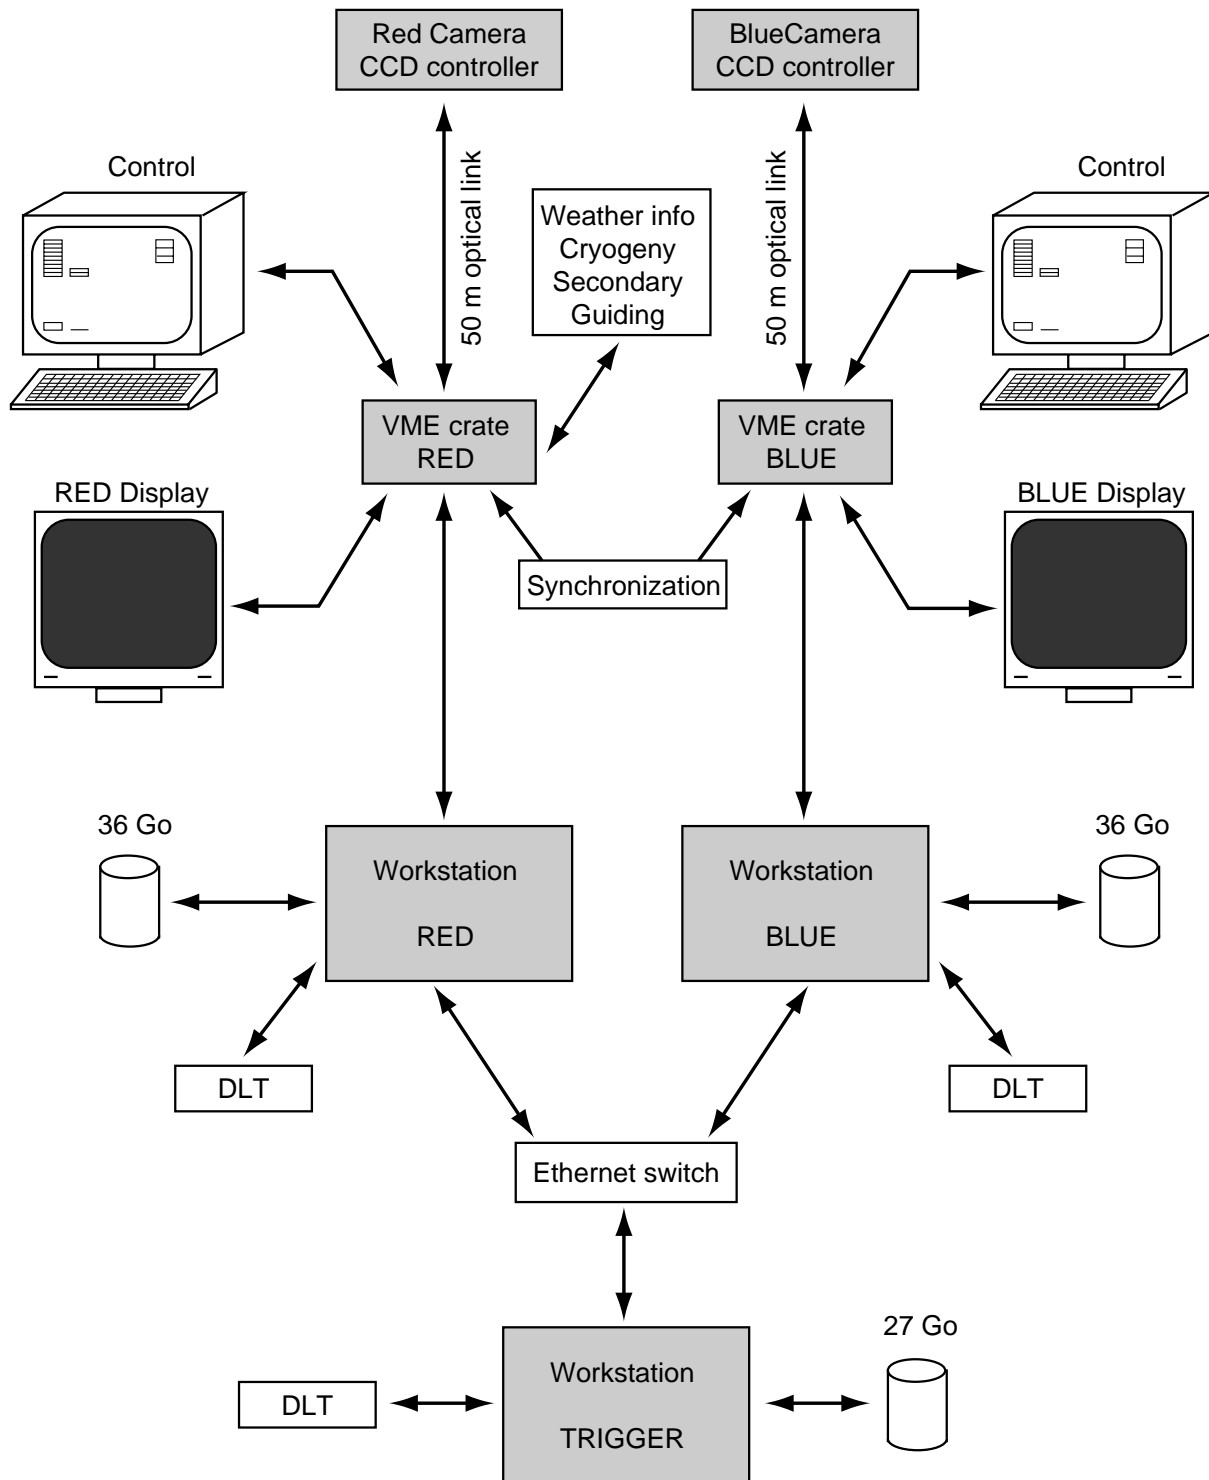 Red Camera
CCD controller
BlueCamera
CCD controller
Control
50 m optical link
Weather info
Cryogeny
Secondary
Guiding
50 m optical link
Control
VME crate
RED
VME crate
BLUE
RED Display
BLUE Display
Synchronization
36 Go
Workstation
RED
Workstation
BLUE
36 Go
DLT
DLT
Ethernet switch
27 Go
Workstation
TRIGGER
DLT